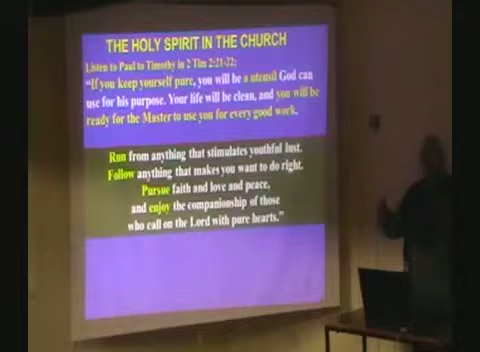 THE HOLY SPIRIT IN THE CHURCH
Listen to Paul to Timothy in 2 Tim 2:21-22:
“If you keep yourself pure, you will be a utensil God can
use for his purpose. Your life will be clean, and you will be
ready for the Master to use you for every good work.
Run from anything that stimulates youthful lust.
Follow anything that makes you want to do right.
Pursue faith and love and peace,
and enjoy the companionship of those
who call on the Lord with pure hearts.”